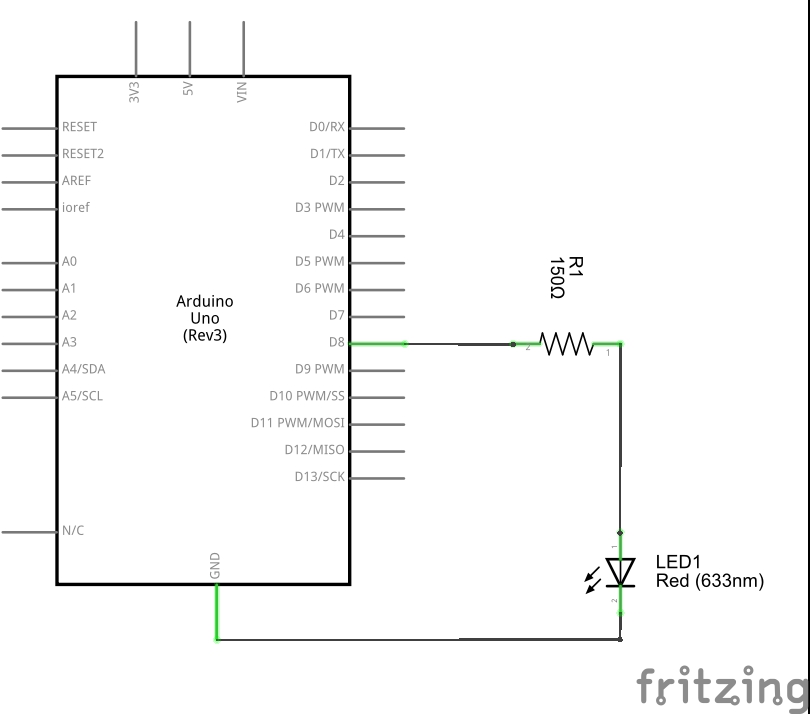 3V3
5V
VIN
RESET
RESET2
AREF
ioref
A0
A1
A2
A3
A4/SDA
A5/SCL
N/C
Arduino
Uno
(Rev3)
D0/RX
D1/TX
D2
D3 PWM
D4
D5 PWM
D6 PWM
D7
D8
D9 PWM
D10 PWM/SS
D11 PWM/MOSI
D12/MISO
D13/SCK
GND
R1
150Ω
2
1
1
2
LED1
Red (633nm)
fritzing